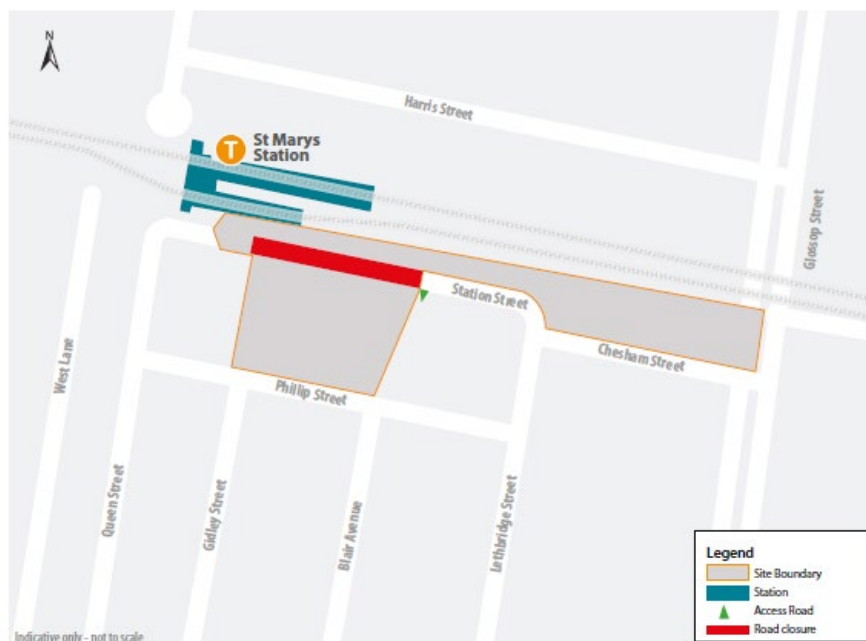 N
Harris Street
T
St Marys
Station
Glossop Street
Station Street
Chesham Street
West Lane
Phillip Street
Queen Street
Gidley Street
Blair Avenue
Lethbridge Street
Legend
Site Boundary
Station
Access Road
Road closure
Indicative only - not to scale